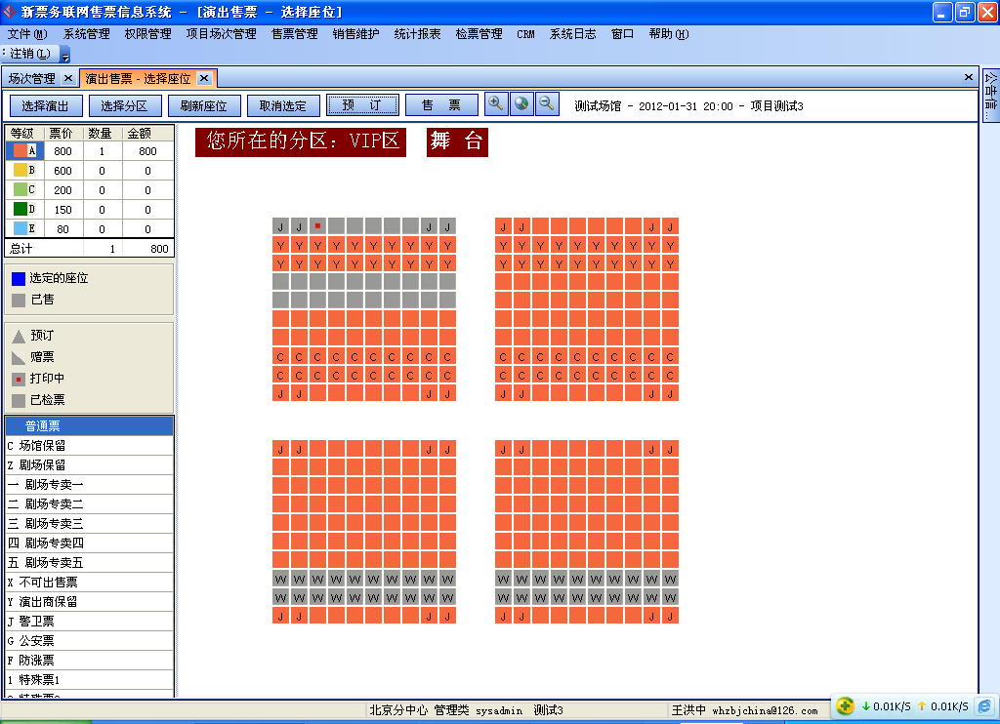 新票务联网售票信息系统 - [演出售票 - 选择座位]
文件(M) 系统管理 权限管理 项目场次管理 售票管理 销售维护 统计报表 检票管理 CRM 系统日志 窗口 帮助(H)
注销(L)
场次管理 演出售票 - 选择座位
公告信...
选择演出 选择分区 刷新座位 取消选定 预 订 售 票 测试场馆 - 2012-01-31 20:00 - 项目测试3
您所在的分区: VIP区 舞 台
等级 票价 数量 金额
A 800 1 800
B 600 0 0
C 200 0 0
D 150 0 0
E 80 0 0
总计 1 800
选定的座位
已售
预订
赠票
打印中
已检票
普通票
C 场馆保留
Z 剧场保留
一 剧场专卖一
二 剧场专卖二
三 剧场专卖三
四 剧场专卖四
五 剧场专卖五
X 不可出售票
Y 演出商保留
J 警卫票
G 公安票
F 防涨票
1 特殊票1
J J J J J J J J
Y Y Y Y Y Y Y Y Y Y Y Y Y Y Y Y Y Y Y Y
Y Y Y Y Y Y Y Y Y Y Y Y Y Y Y Y Y Y Y Y
C C C C C C C C C C C C C C C C C C C C
C C C C C C C C C C C C C C C C C C C C
J J J J J J J J
J J J J J J J J
W W W W W W W W W W W W W W W W W W W W
W W W W W W W W W W W W W W W W W W W W
J J J J J J J J
北京分中心 管理类 sysadmin 测试3 王洪中 whzbjchina@126.com
0.01K/S 0.01K/S